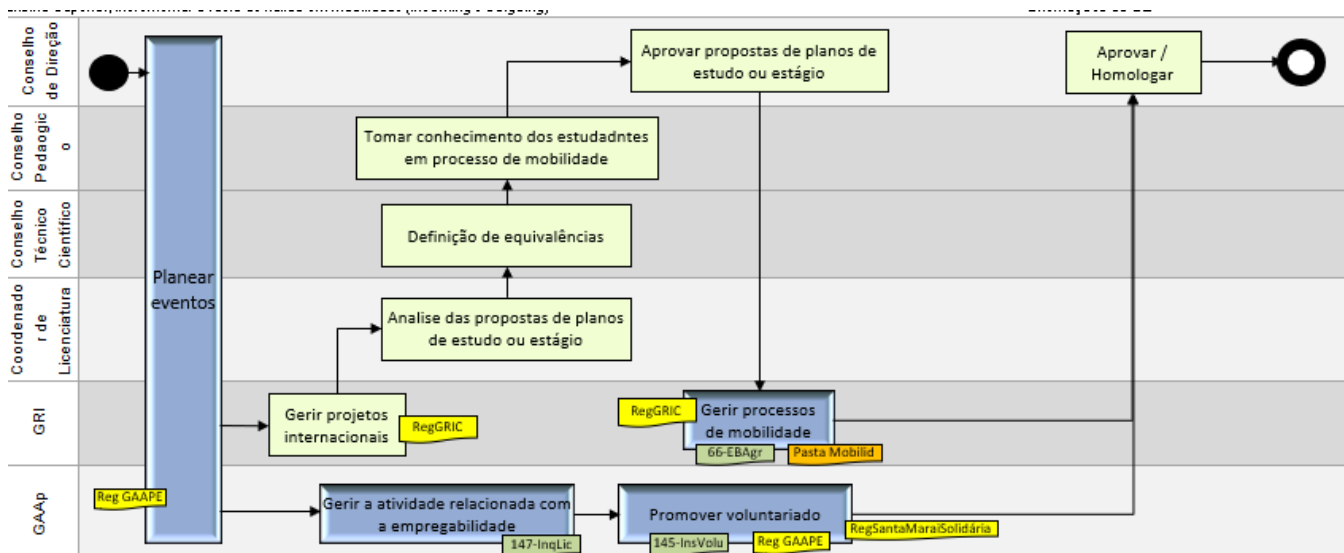 Conselho
de Direção
Aprovar propostas de planos de
estudo ou estágio
Aprovar /
Homologar
Conselho
Pedaogic
o
Tomar conhecimento dos estudadntes
em processo de mobilidade
Conselho
Técnico
Científico
Definição de equivalências
Planear
eventos
Coordenado
r de
Licenciatura
Analise das propostas de planos
de estudo ou estágio
GRI
Gerir projetos
internacionais
RegGRIC
RegGRIC
Gerir processos
de mobilidade
66-EBAgr
Pasta Mobilid
GAAp
Reg GAAPE
Gerir a atividade relacionada com
a empregabilidade
147-InqLic
Promover voluntariado
145-InsVolu
Reg GAAPE
RegSantaMaraiSolidária